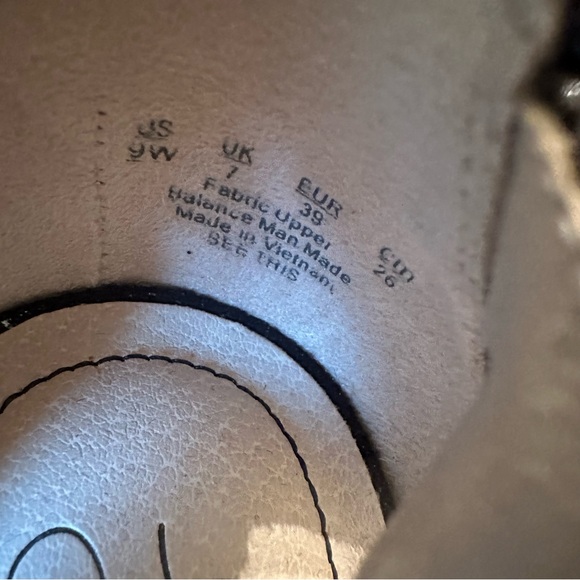 US UK EUR cm
9W 7 39 26
Fabric Upper
Balance Man Made
Made in Vietnam
SEE THIS